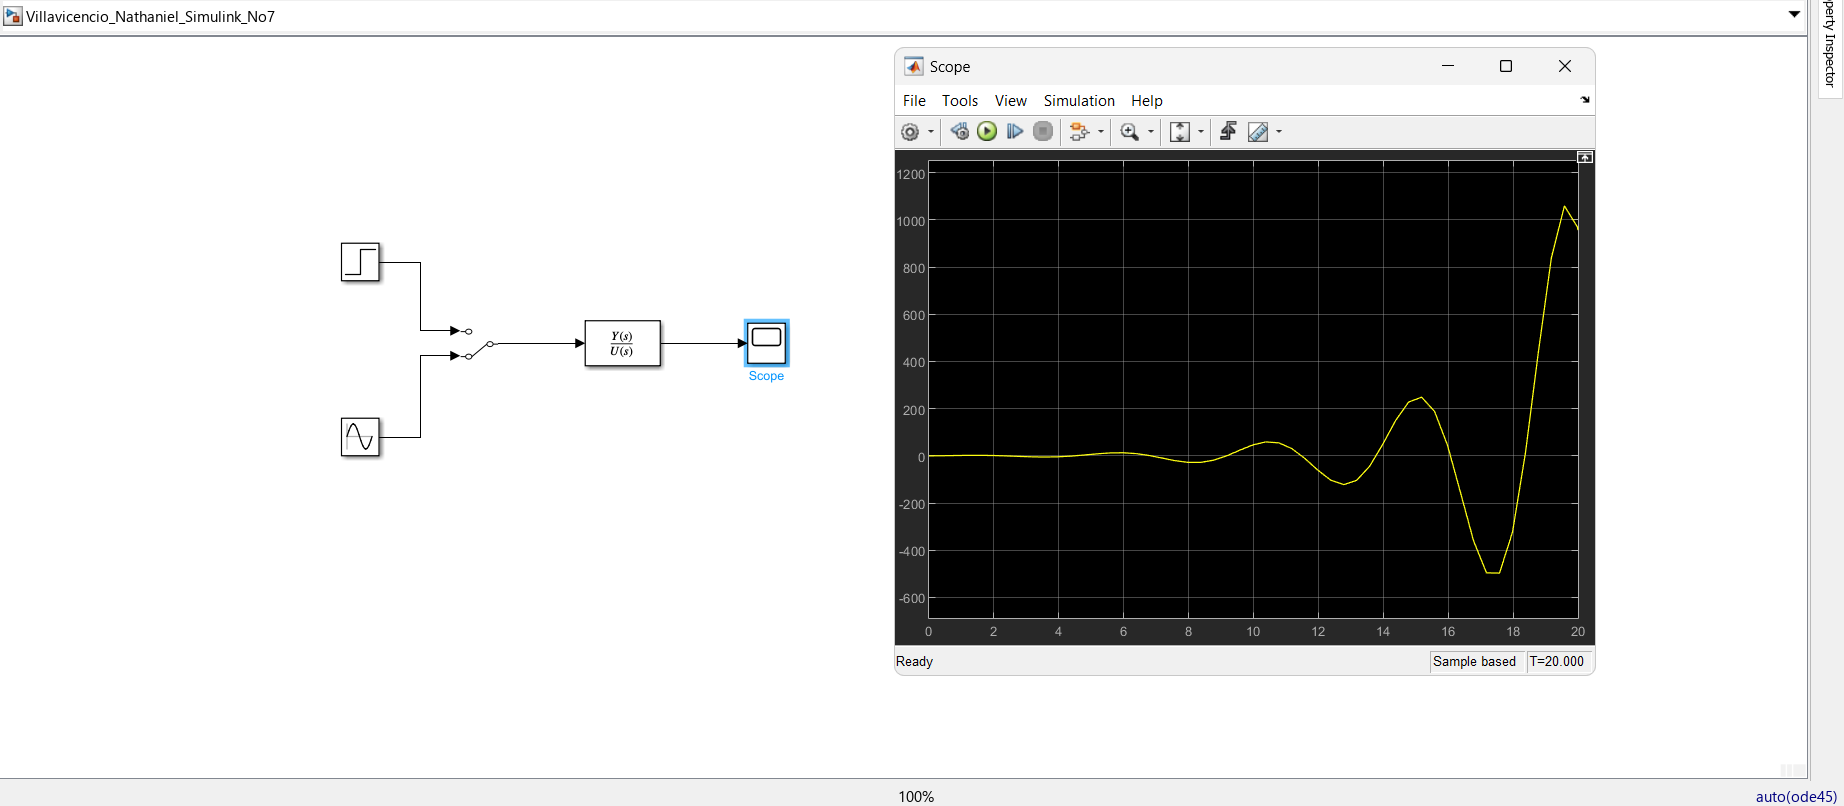 Villavicencio_Nathaniel_Simulink_No7
perty Inspector
Scope
File Tools View Simulation Help
1200
1000
800
600
400
200
0
-200
-400
-600
0 2 4 6 8 10 12 14 16 18 20
Ready
Sample based T=20.000
Y(s)
U(s)
Scope
100%
auto(ode45)